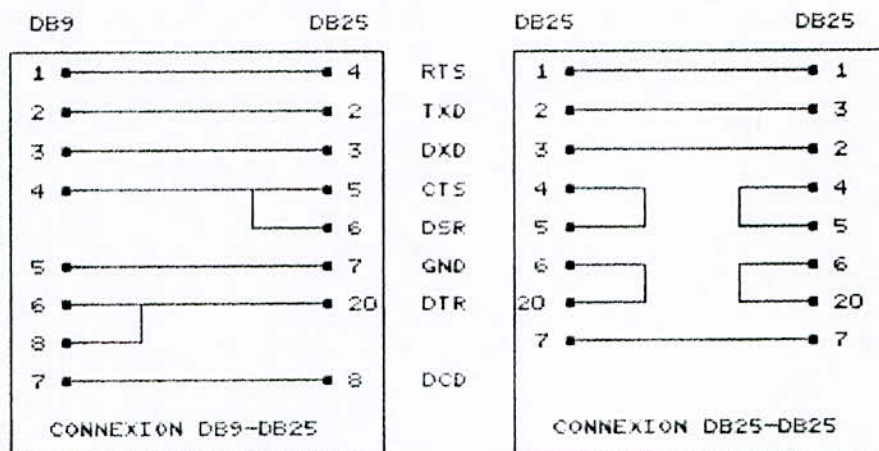 DB9 DB25 DB25 DB25
1 4 RTS 1 1
2 2 TXD 2 3
3 3 DXD 3 2
4 5 CTS 4 4
6 DSR 5 5
5 7 GND 6 6
6 20 DTR 20 20
8 7 7
7 8 DCD
CONNEXION DB9-DB25 CONNEXION DB25-DB25